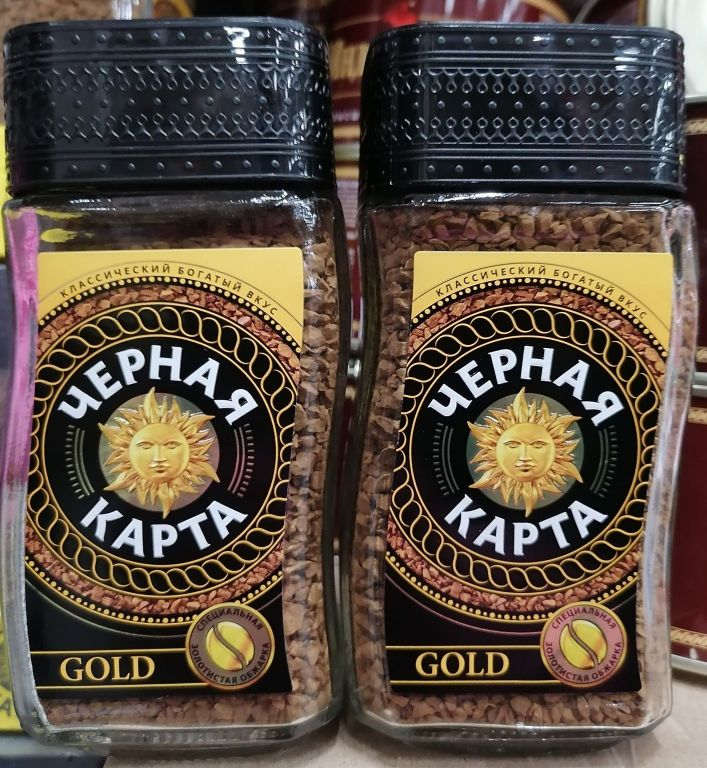 КЛАССИЧЕСКИЙ БОГАТЫЙ ВКУС
ЧЕРНАЯ
КАРТА
GOLD
СПЕЦИАЛЬНАЯ
ЗОЛОТИСТАЯ ОБЖАРКА
КЛАССИЧЕСКИЙ БОГАТЫЙ ВКУС
ЧЕРНАЯ
КАРТА
GOLD
СПЕЦИАЛЬНАЯ
ЗОЛОТИСТАЯ ОБЖАРКА